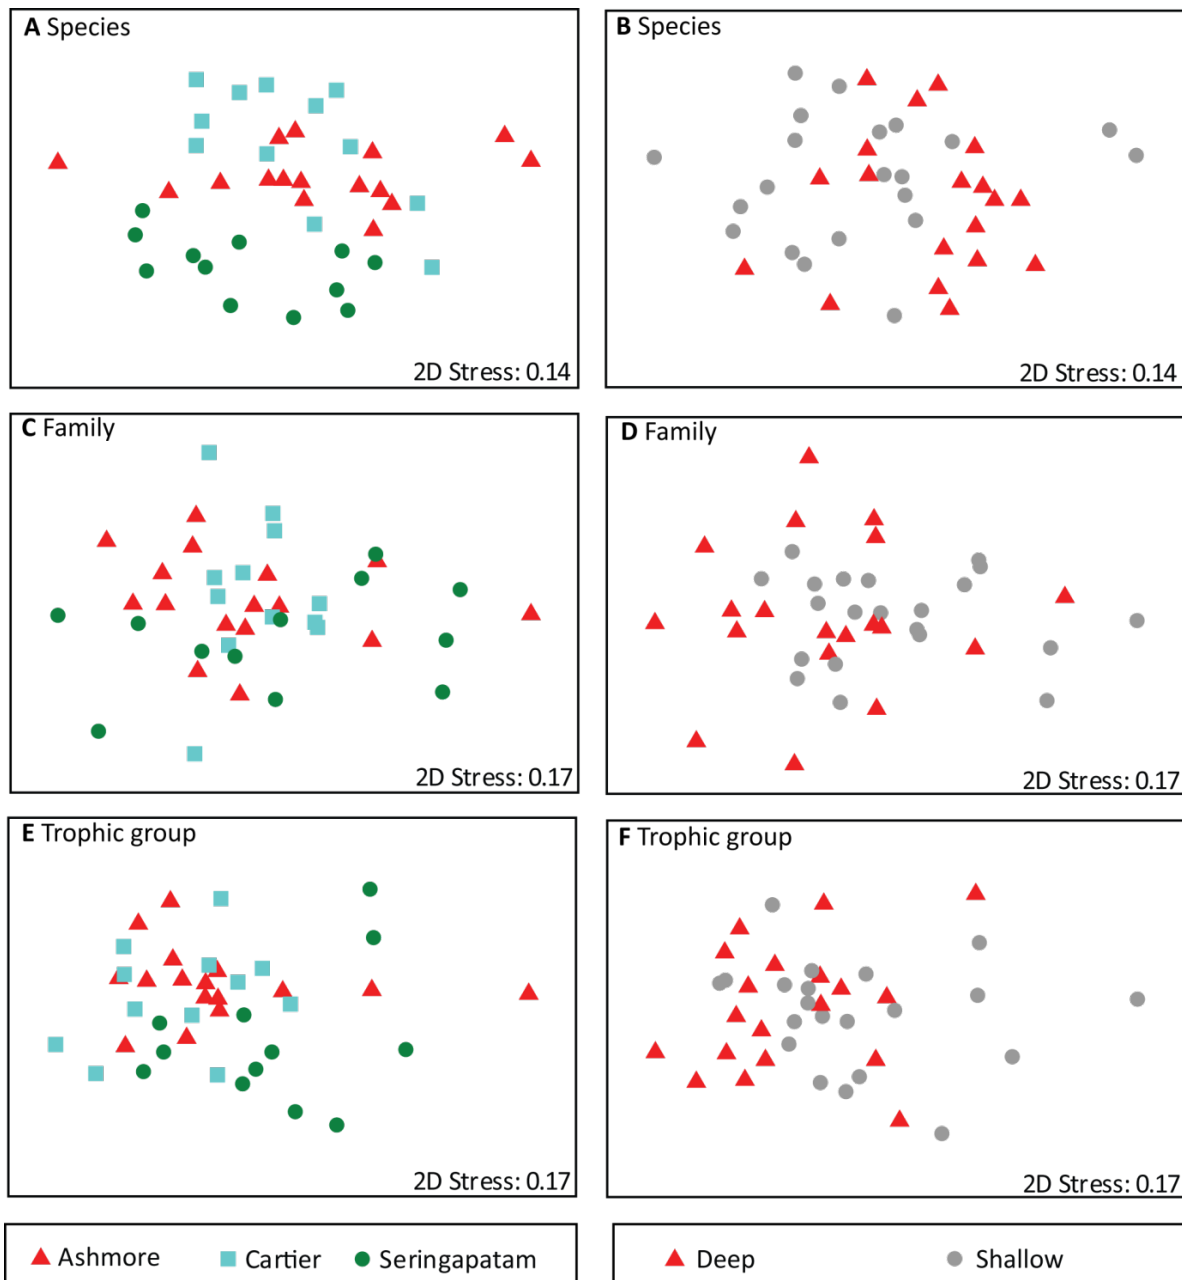 A Species
2D Stress: 0.14
B Species
2D Stress: 0.14
C Family
2D Stress: 0.17
D Family
2D Stress: 0.17
E Trophic group
2D Stress: 0.17
F Trophic group
2D Stress: 0.17
Ashmore Cartier Seringapatam
Deep Shallow